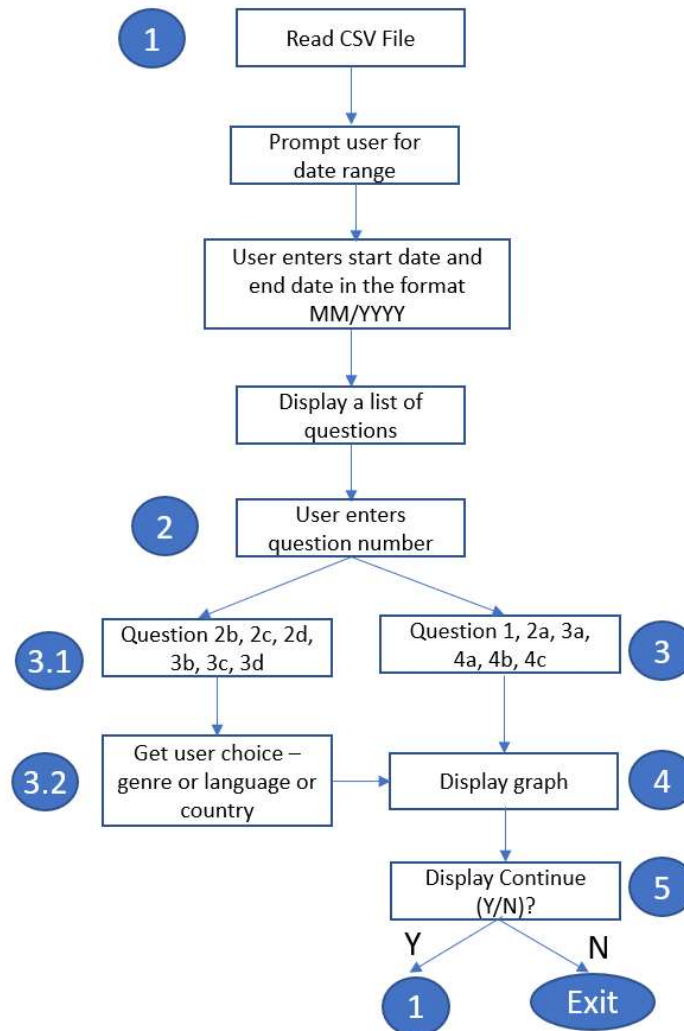 1
Read CSV File
Prompt user for
date range
User enters start date and
end date in the format
MM/YYYY
Display a list of
questions
2
User enters
question number
3.1
Question 2b, 2c, 2d,
3b, 3c, 3d
Question 1, 2a, 3a,
4a, 4b, 4c
3
3.2
Get user choice –
genre or language or
country
Display graph
4
Display Continue
(Y/N)?
5
Y
N
1
Exit